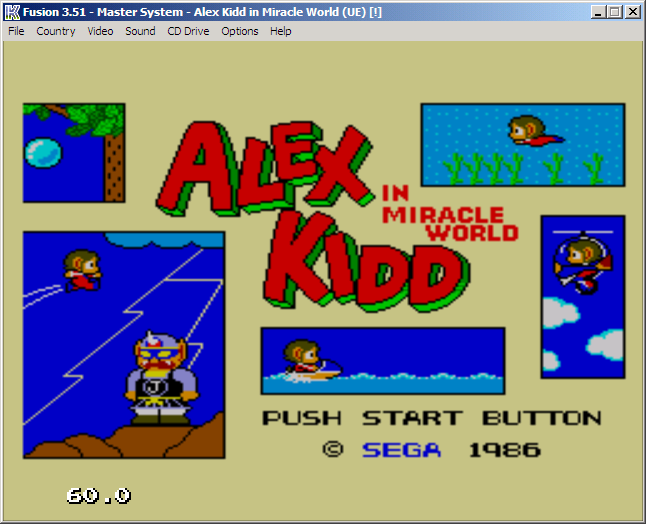 Fusion 3.51 - Master System - Alex Kidd in Miracle World (UE) [!]
File Country Video Sound CD Drive Options Help
ALEX
KIDD
IN
MIRACLE
WORLD
J
PUSH START BUTTON
© SEGA 1986
60.0